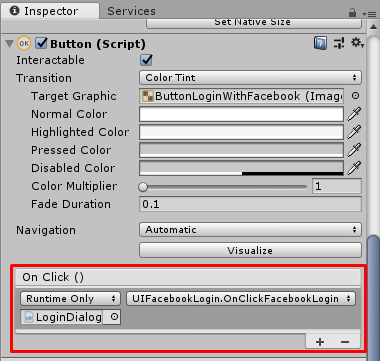 Inspector Services
Set Native Size
OK Button (Script)
Interactable
Transition Color Tint
Target Graphic ButtonLoginWithFacebook (Imag
Normal Color
Highlighted Color
Pressed Color
Disabled Color
Color Multiplier 1
Fade Duration 0.1
Navigation Automatic
Visualize
On Click ()
Runtime Only UIFacebookLogin.OnClickFacebookLogin
LoginDialog
+ −